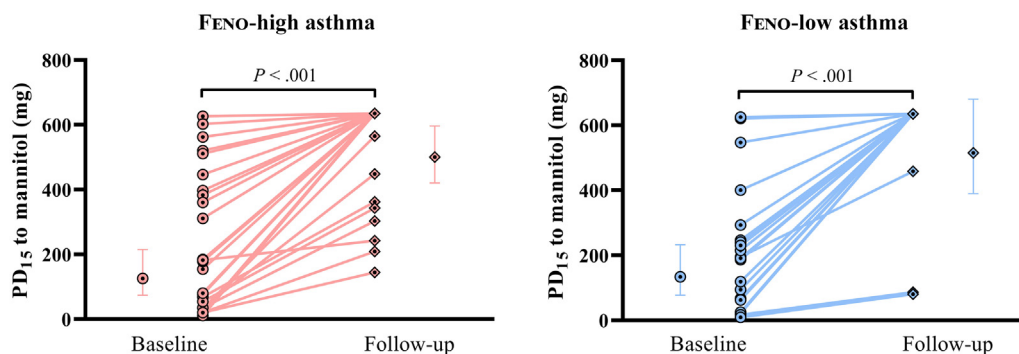 FENO-high asthma
PD15 to mannitol (mg)
800
600
400
200
0
P < .001
Baseline
Follow-up
FENO-low asthma
PD15 to mannitol (mg)
800
600
400
200
0
P < .001
Baseline
Follow-up